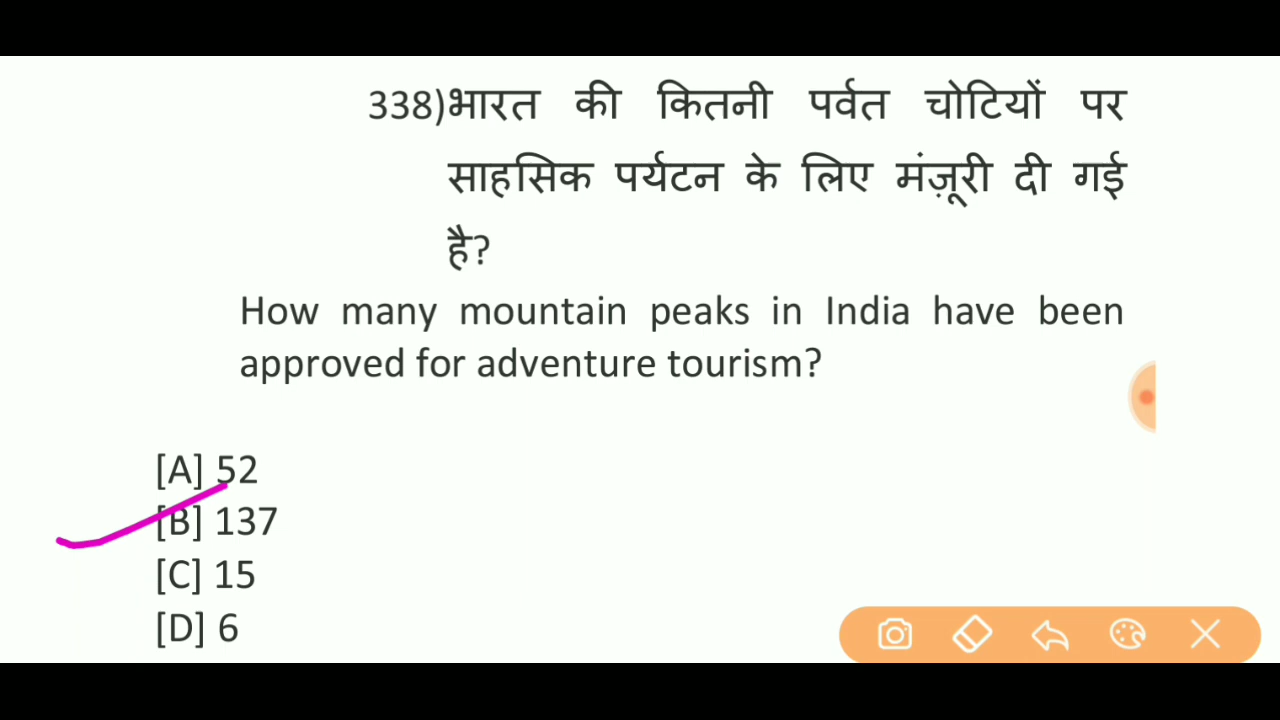 338)भारत की कितनी पर्वत चोटियों पर
साहसिक पर्यटन के लिए मंज़ूरी दी गई
है?
How many mountain peaks in India have been
approved for adventure tourism?
[A] 52
[B] 137
[C] 15
[D] 6